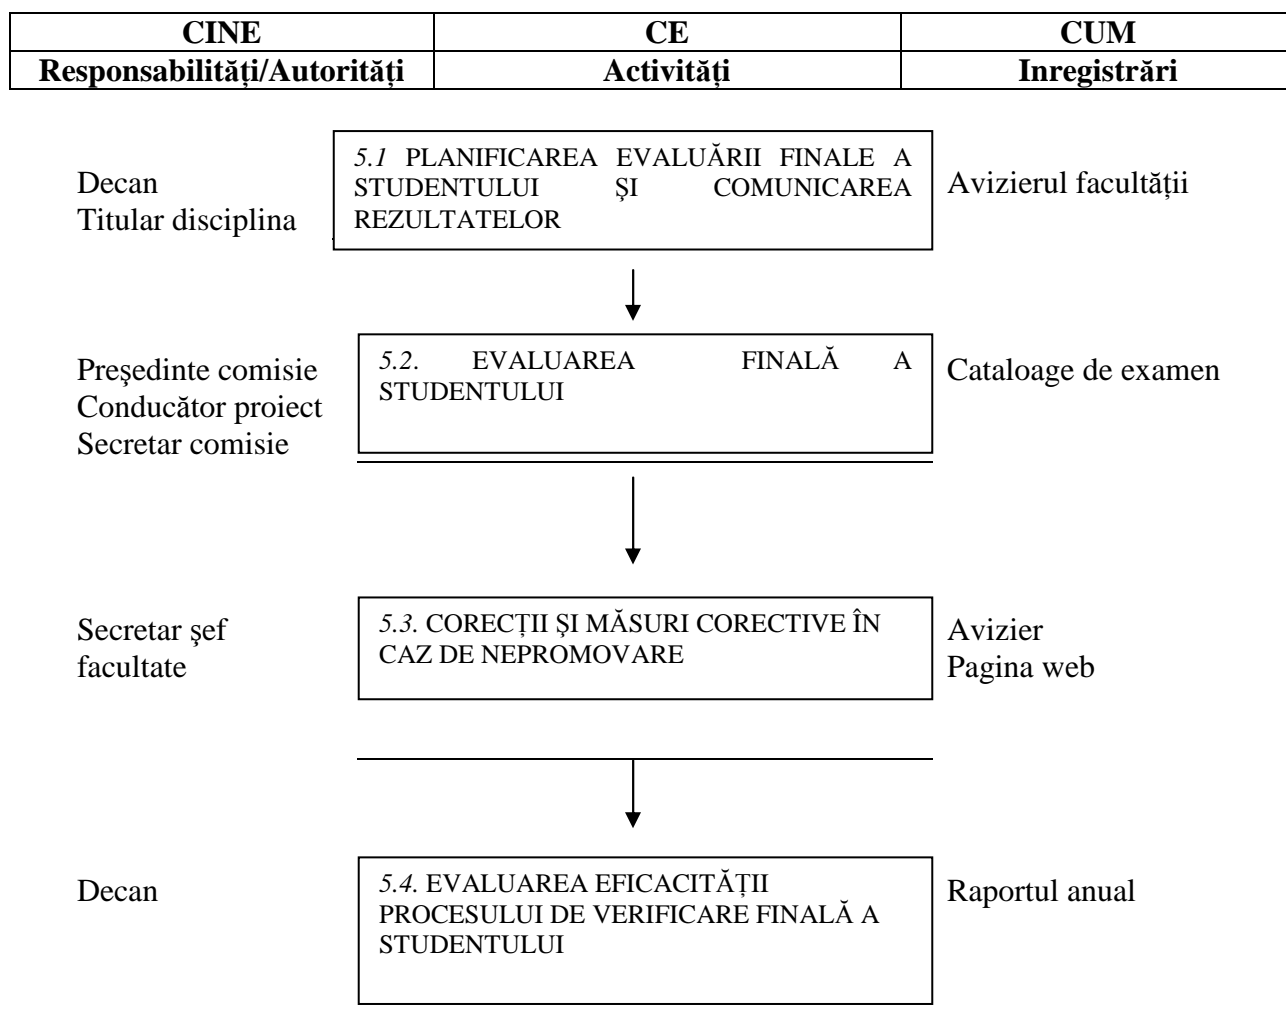 CINE CE CUM
Responsabilități/Autorități Activități Inregistrări
Decan
Titular disciplina
5.1 PLANIFICAREA EVALUĂRII FINALE A
STUDENTULUI ŞI COMUNICAREA
REZULTATELOR
Avizierul facultății
Preşedinte comisie
Conducător proiect
Secretar comisie
5.2. EVALUAREA FINALĂ A
STUDENTULUI
Cataloage de examen
Secretar şef
facultate
5.3. CORECȚII ŞI MĂSURI CORECTIVE ÎN
CAZ DE NEPROMOVARE
Avizier
Pagina web
Decan
5.4. EVALUAREA EFICACITĂȚII
PROCESULUI DE VERIFICARE FINALĂ A
STUDENTULUI
Raportul anual